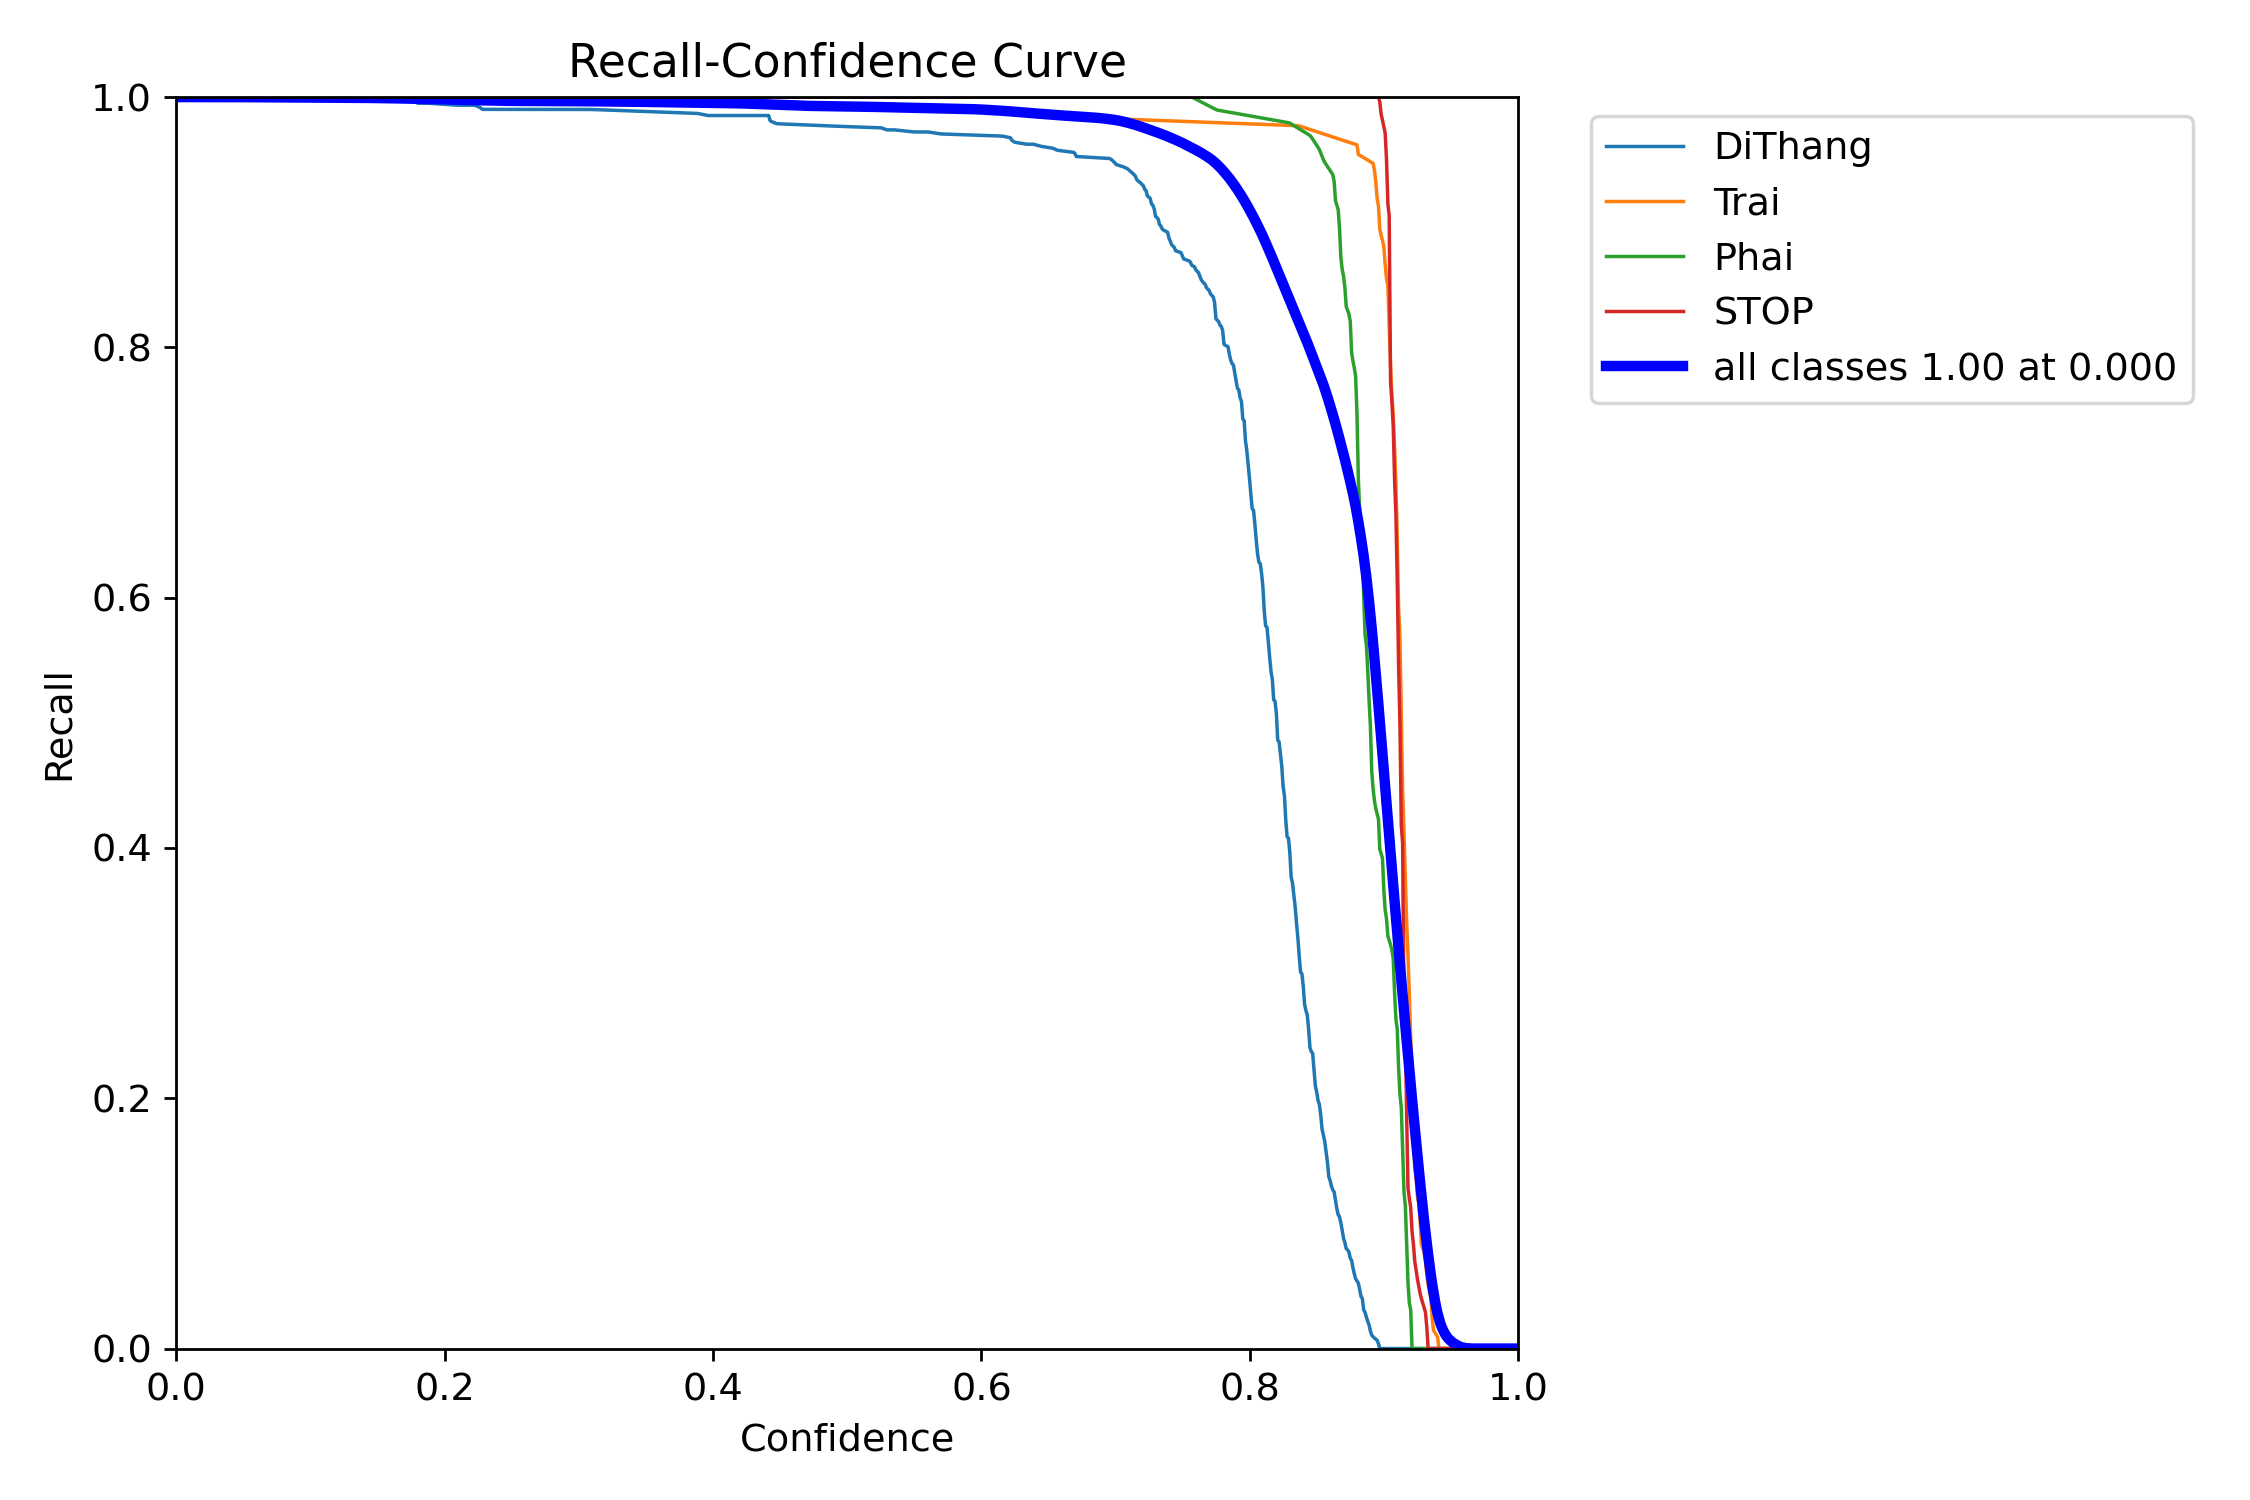 Recall-Confidence Curve
1.0
0.8
0.6
0.4
0.2
0.0
Recall
0.0 0.2 0.4 0.6 0.8 1.0
Confidence
DiThang
Trai
Phai
STOP
all classes 1.00 at 0.000